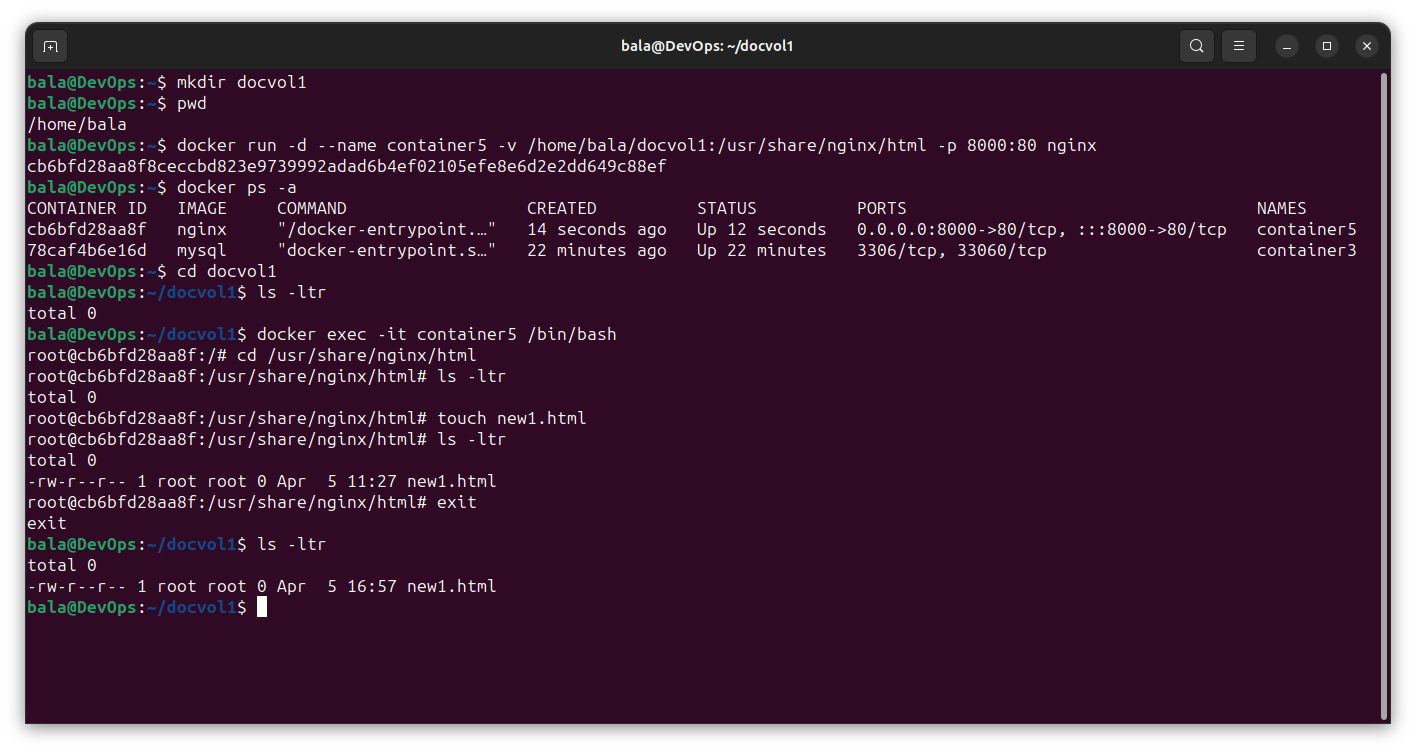 bala@DevOps: ~/docvol1
bala@DevOps:~$ mkdir docvol1
bala@DevOps:~$ pwd
/home/bala
bala@DevOps:~$ docker run -d --name container5 -v /home/bala/docvol1:/usr/share/nginx/html -p 8000:80 nginx
cb6bfd28aa8f8ceccbd823e9739992adad6b4ef02105efe8e6d2e2dd649c88ef
bala@DevOps:~$ docker ps -a
CONTAINER ID   IMAGE     COMMAND                  CREATED          STATUS          PORTS                                   NAMES
cb6bfd28aa8f   nginx     "/docker-entrypoint.…"   14 seconds ago   Up 12 seconds   0.0.0.0:8000->80/tcp, :::8000->80/tcp   container5
78caf4b6e16d   mysql     "docker-entrypoint.s…"   22 minutes ago   Up 22 minutes   3306/tcp, 33060/tcp                     container3
bala@DevOps:~$ cd docvol1
bala@DevOps:~/docvol1$ ls -ltr
total 0
bala@DevOps:~/docvol1$ docker exec -it container5 /bin/bash
root@cb6bfd28aa8f:/# cd /usr/share/nginx/html
root@cb6bfd28aa8f:/usr/share/nginx/html# ls -ltr
total 0
root@cb6bfd28aa8f:/usr/share/nginx/html# touch new1.html
root@cb6bfd28aa8f:/usr/share/nginx/html# ls -ltr
total 0
-rw-r--r-- 1 root root 0 Apr  5 11:27 new1.html
root@cb6bfd28aa8f:/usr/share/nginx/html# exit
exit
bala@DevOps:~/docvol1$ ls -ltr
total 0
-rw-r--r-- 1 root root 0 Apr  5 16:57 new1.html
bala@DevOps:~/docvol1$